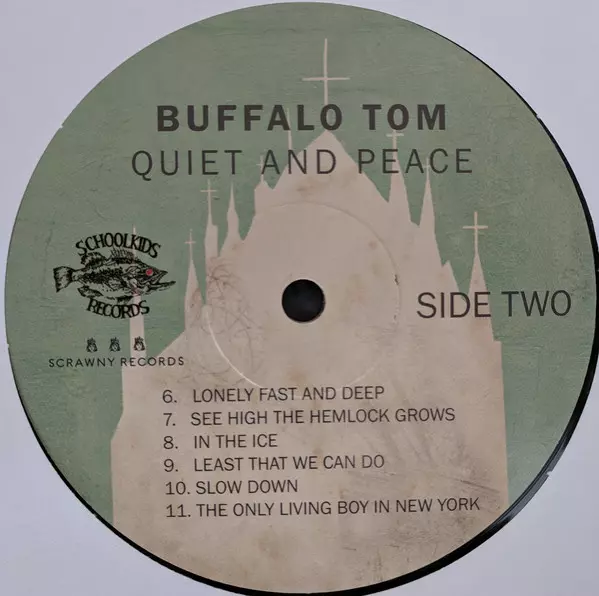 BUFFALO TOM
QUIET AND PEACE
SCHOOLKIDS
RECORDS
SCRAWNY RECORDS
SIDE TWO
6. LONELY FAST AND DEEP
7. SEE HIGH THE HEMLOCK GROWS
8. IN THE ICE
9. LEAST THAT WE CAN DO
10. SLOW DOWN
11. THE ONLY LIVING BOY IN NEW YORK